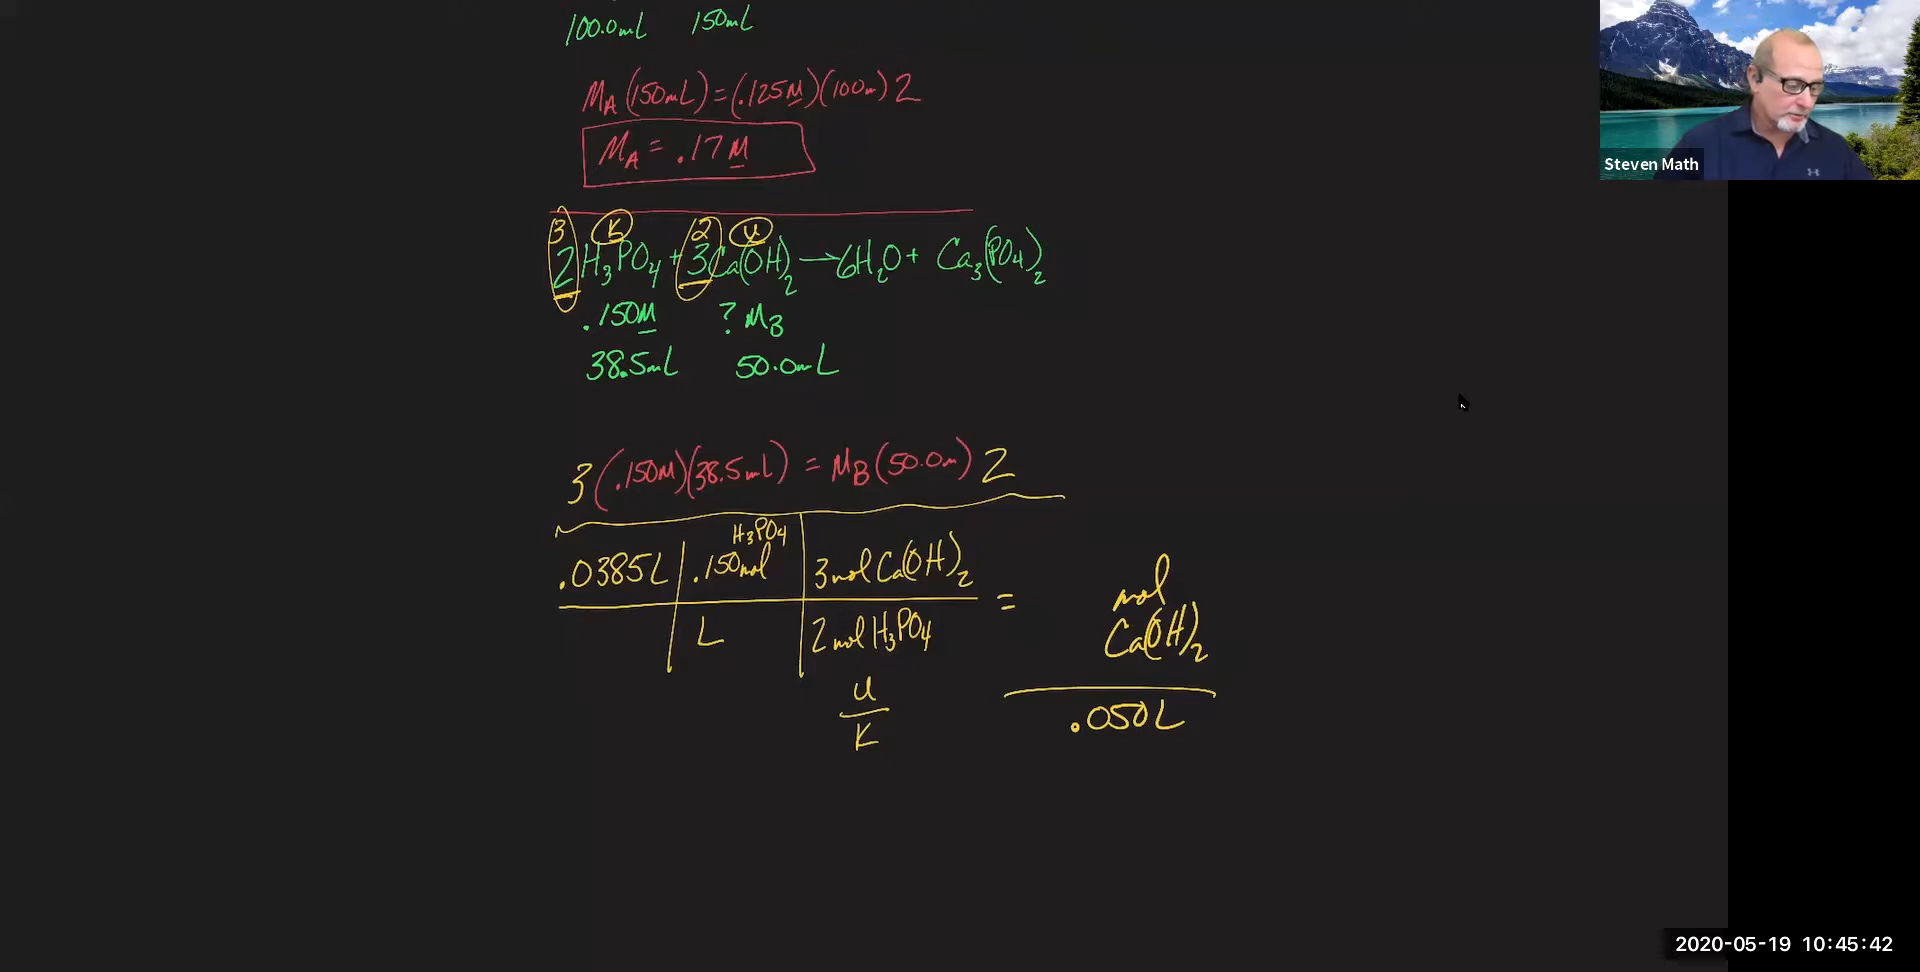 100.0mL 150mL
Steven Math
MA (150mL) = (.125M)(100m) 2
MA = .17M
3 K 2 U
2H₃PO₄ + 3Ca(OH)₂ → 6H₂O + Ca₃(PO₄)₂
.150M ? MB
38.5mL 50.0mL
3 (.150M)(38.5mL) = MB (50.0m) 2
H₃PO₄
.0385L .150mol 3mol Ca(OH)₂ = mol
L 2mol H₃PO₄ Ca(OH)₂
U
K
.050L
2020-05-19 10:45:42